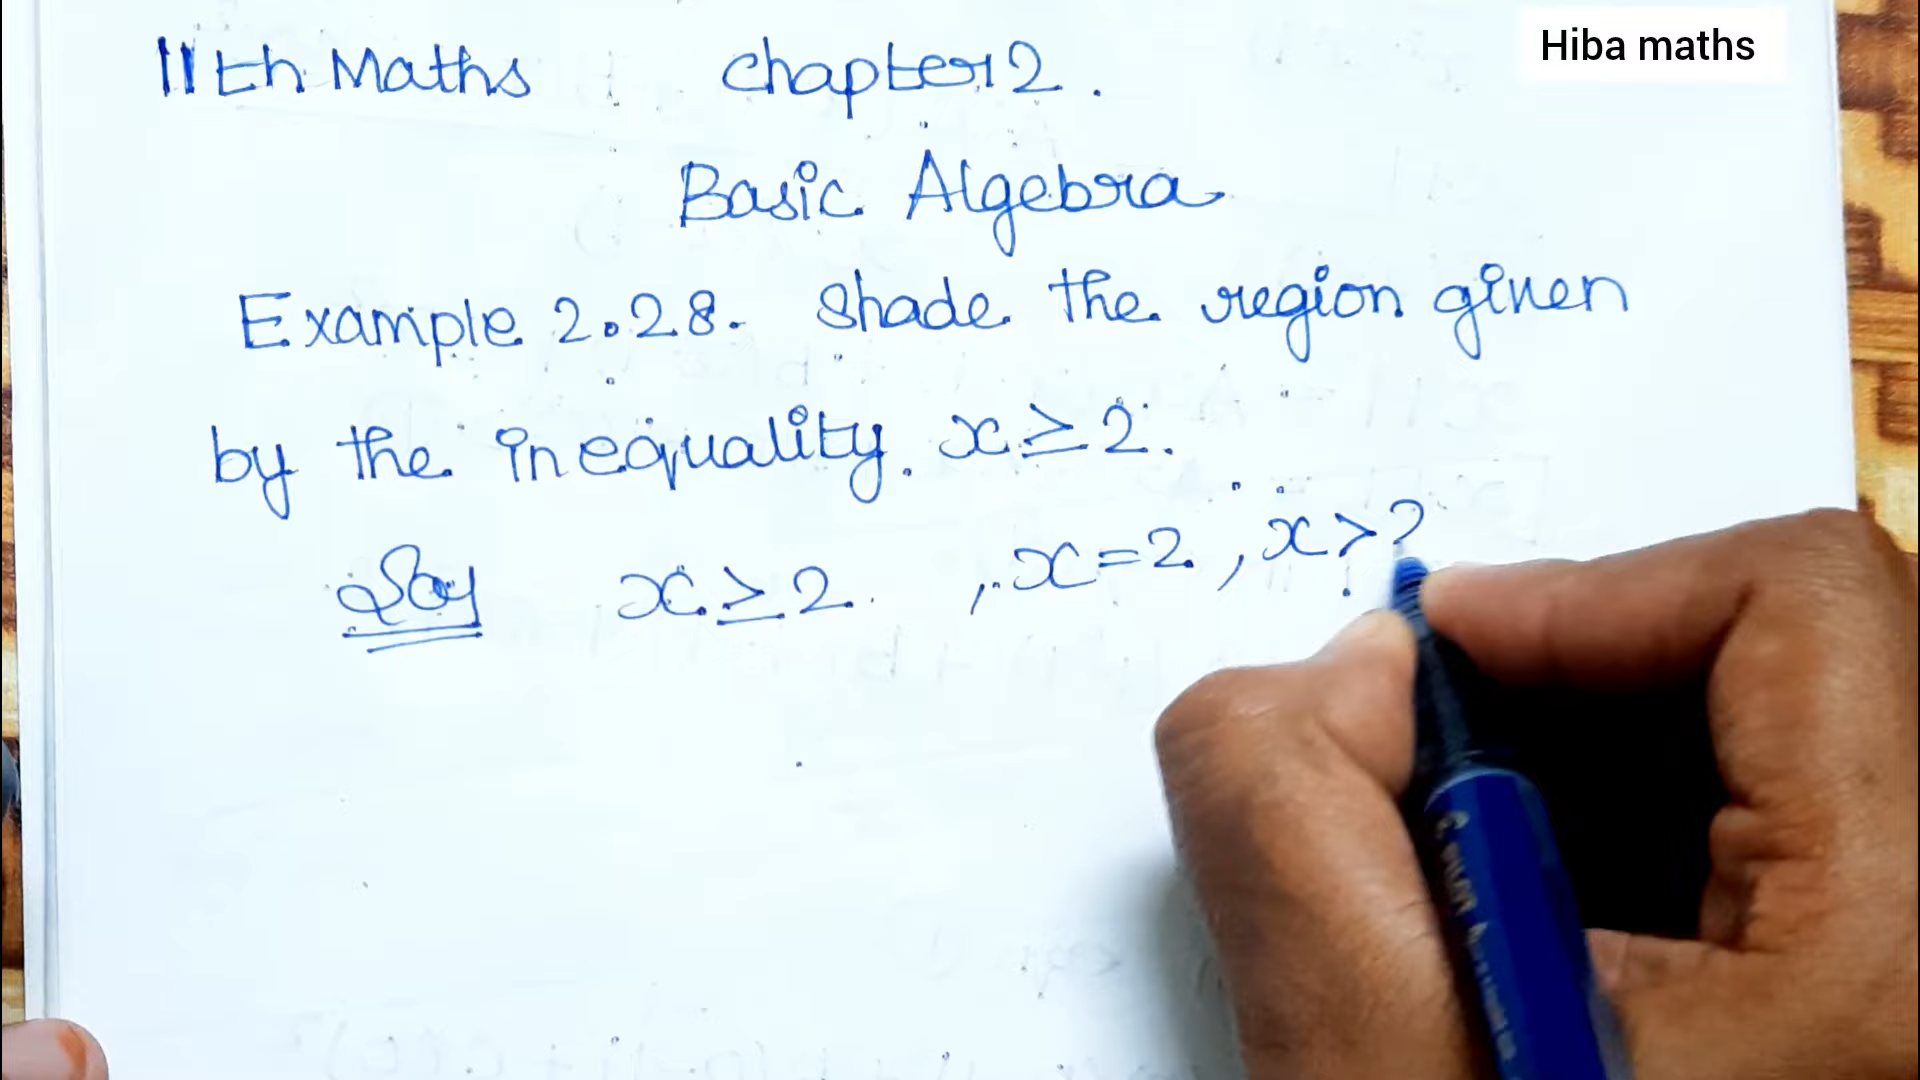 Hiba maths
11th Maths chapter 2.
Basic Algebra
Example 2.28. Shade the region given
by the inequality. x ≥ 2.
x ≥ 2. , x = 2 , x > 2